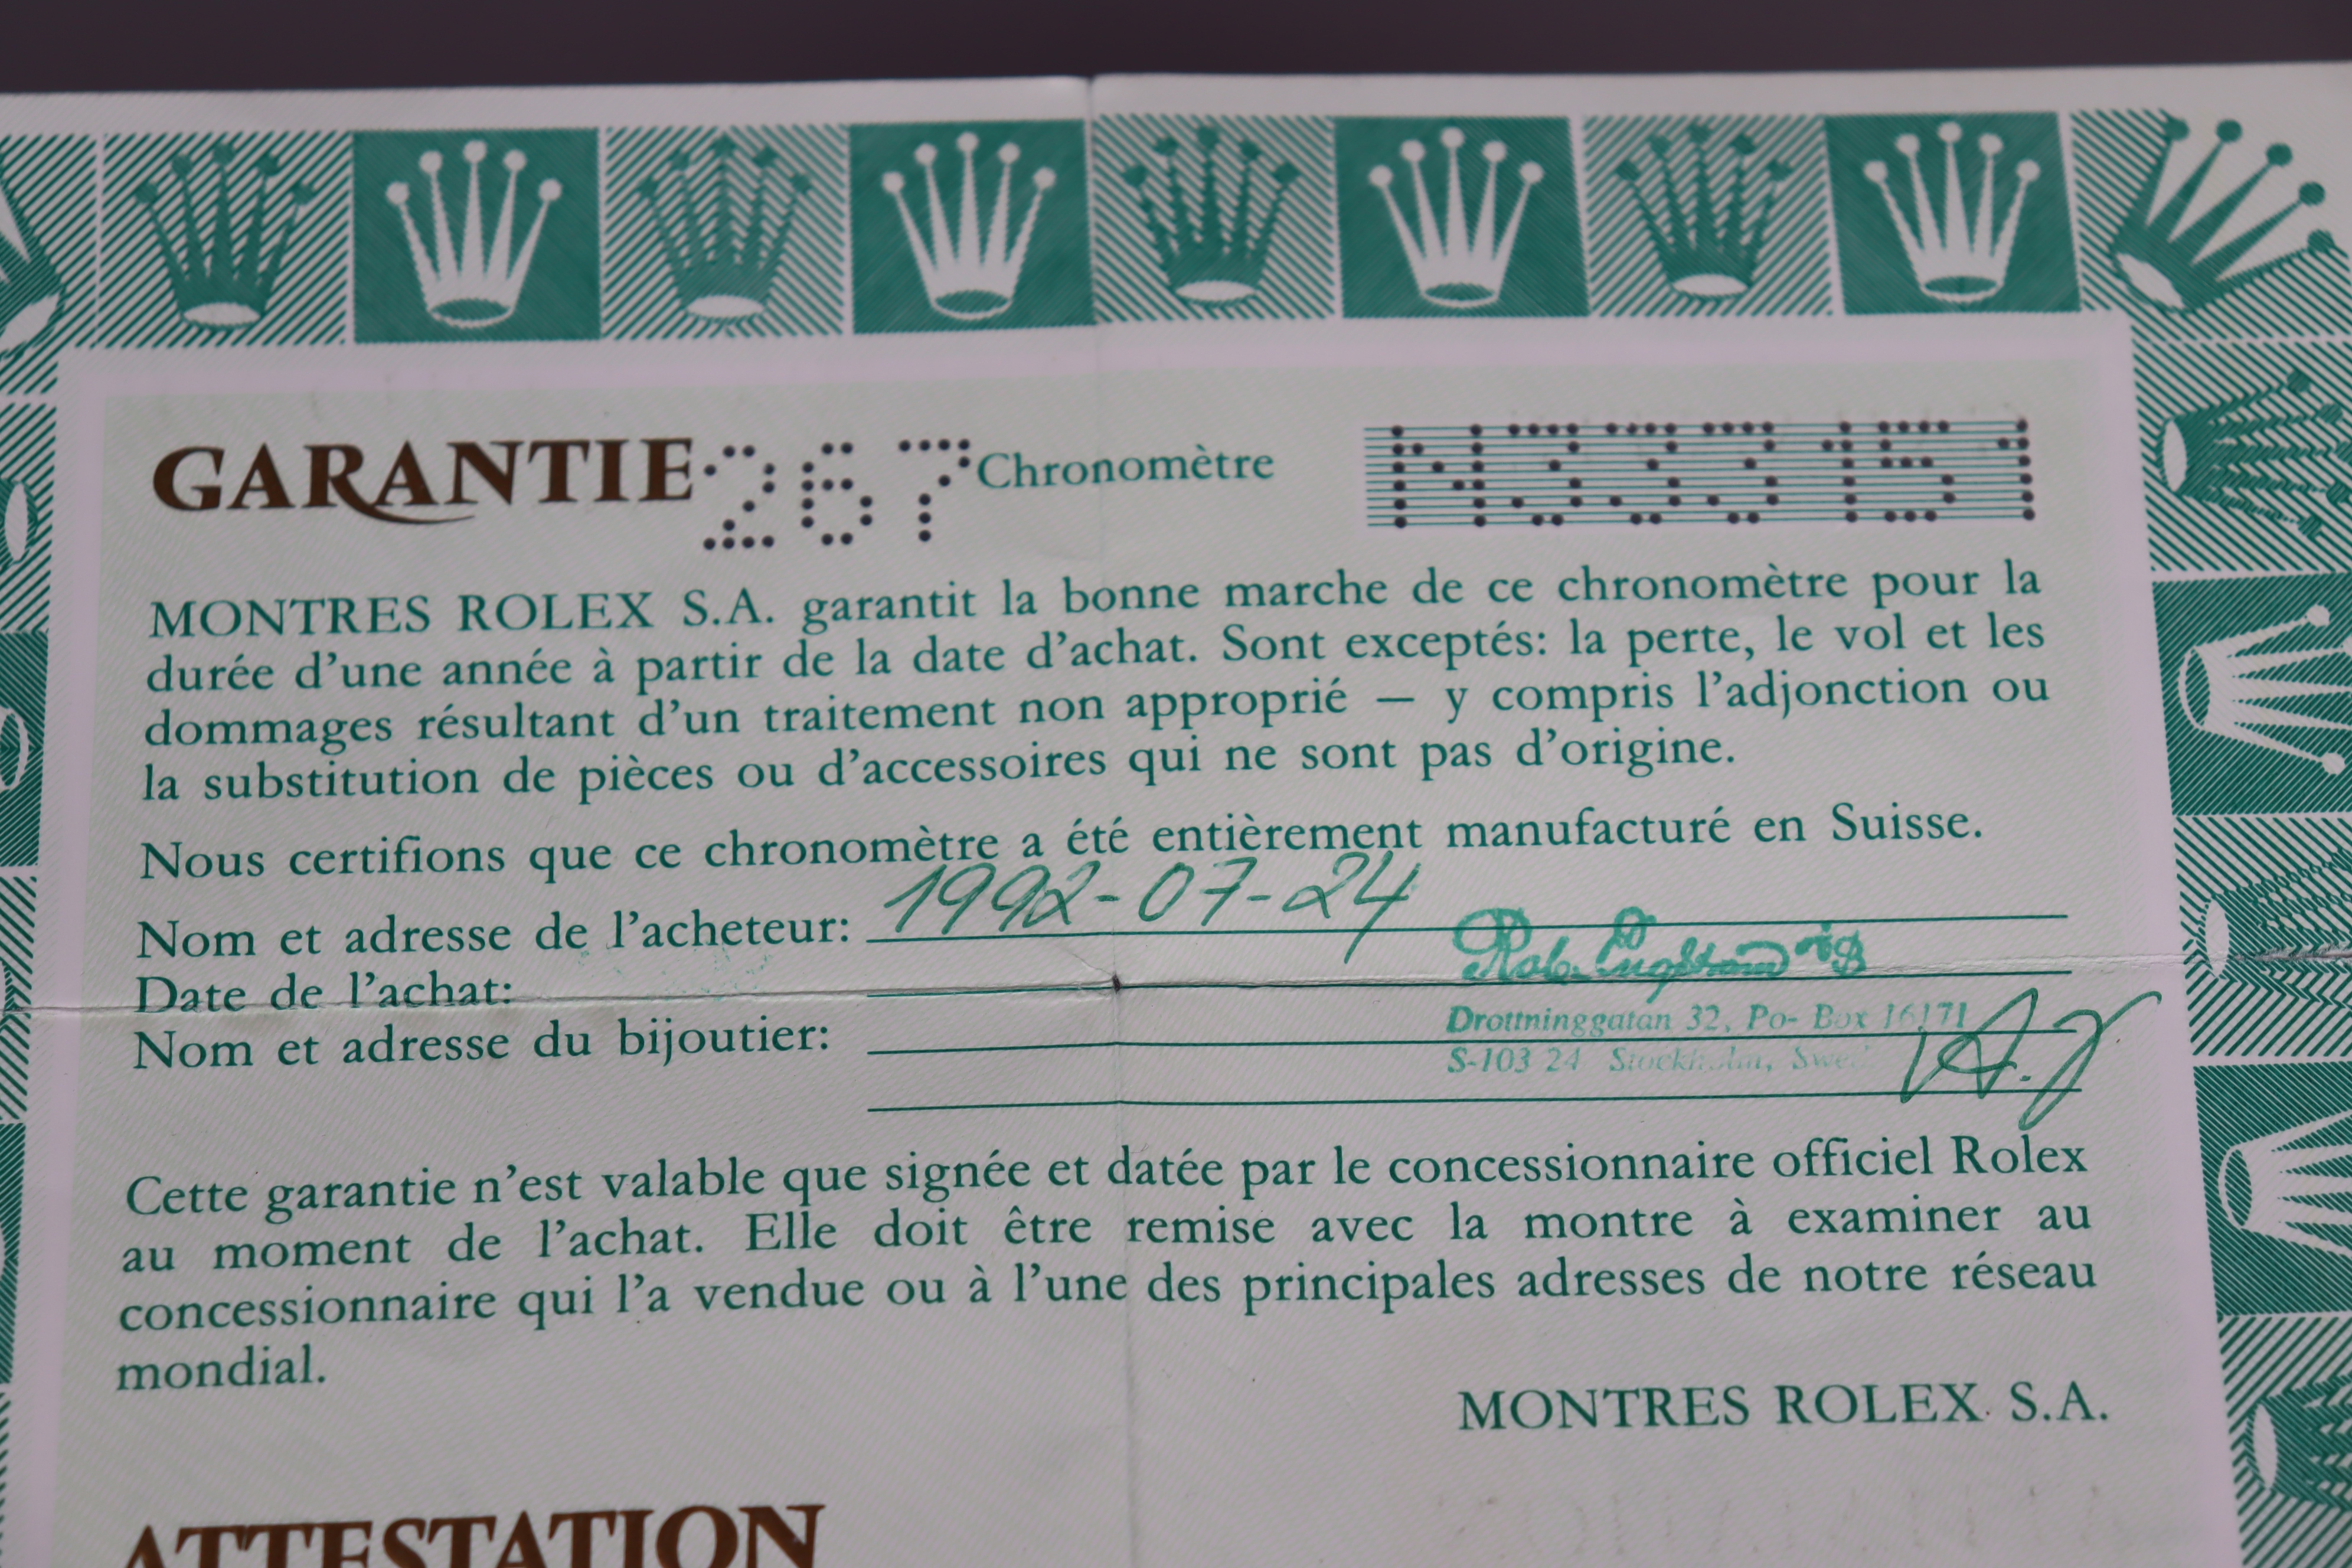 GARANTIE 267 Chronomètre N333151
MONTRES ROLEX S.A. garantit la bonne marche de ce chronomètre pour la
durée d'une année à partir de la date d'achat. Sont exceptés: la perte, le vol et les
dommages résultant d'un traitement non approprié — y compris l'adjonction ou
la substitution de pièces ou d'accessoires qui ne sont pas d'origine.
Nous certifions que ce chronomètre a été entièrement manufacturé en Suisse.
Nom et adresse de l'acheteur: 1992-07-24
Rob. Engström AB
Date de l'achat:
Drottninggatan 32, Po- Box 16171
Nom et adresse du bijoutier:
S-103 24 Stockholm,
Cette garantie n'est valable que signée et datée par le concessionnaire officiel Rolex
au moment de l'achat. Elle doit être remise avec la montre à examiner au
concessionnaire qui l'a vendue ou à l'une des principales adresses de notre réseau
mondial.
MONTRES ROLEX S.A.
ATTESTATION